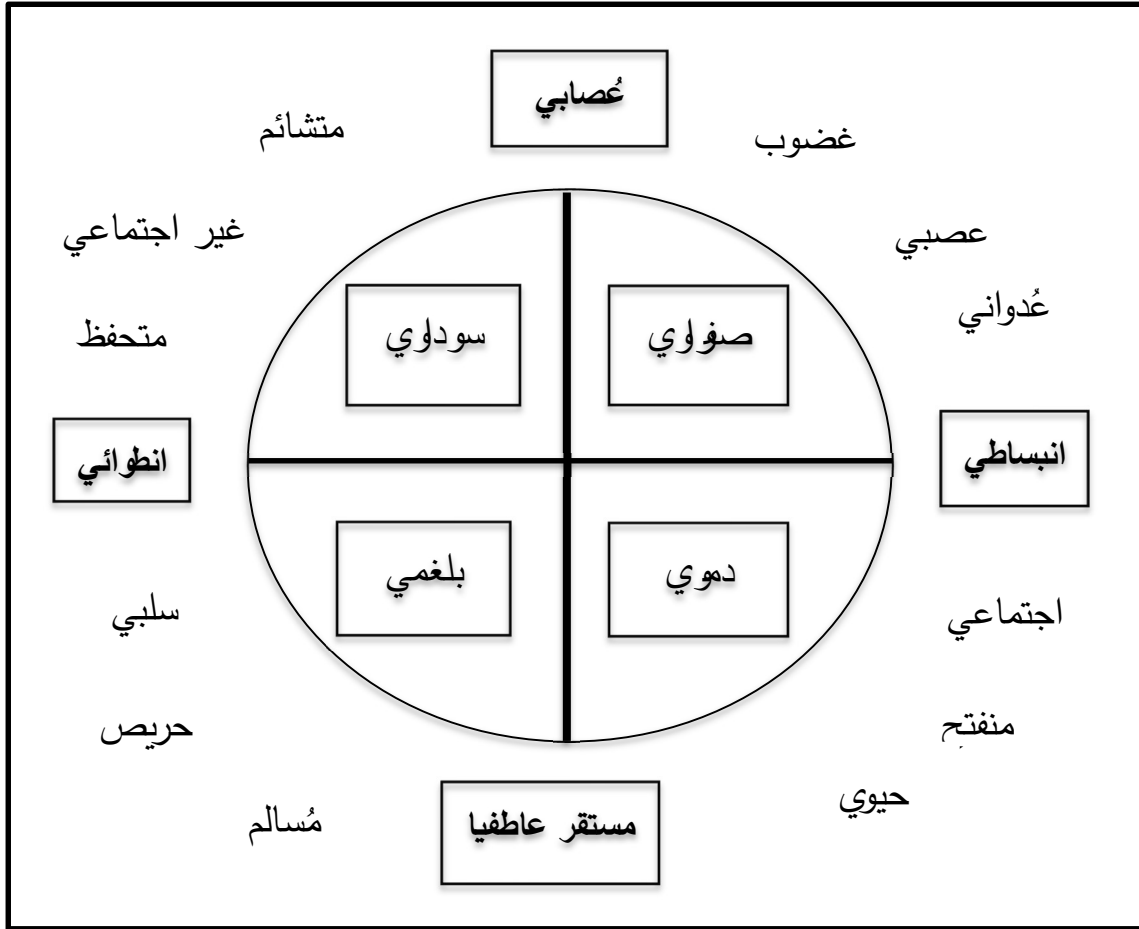 عُصابي
غضوب
متشائم
عصبي
غير اجتماعي
عُدواني
متحفظ
صفراوي
سوداوي
انبساطي
انطوائي
دموي
بلغمي
اجتماعي
سلبي
منفتح
حريص
حيوي
مُسالم
مستقر عاطفيا